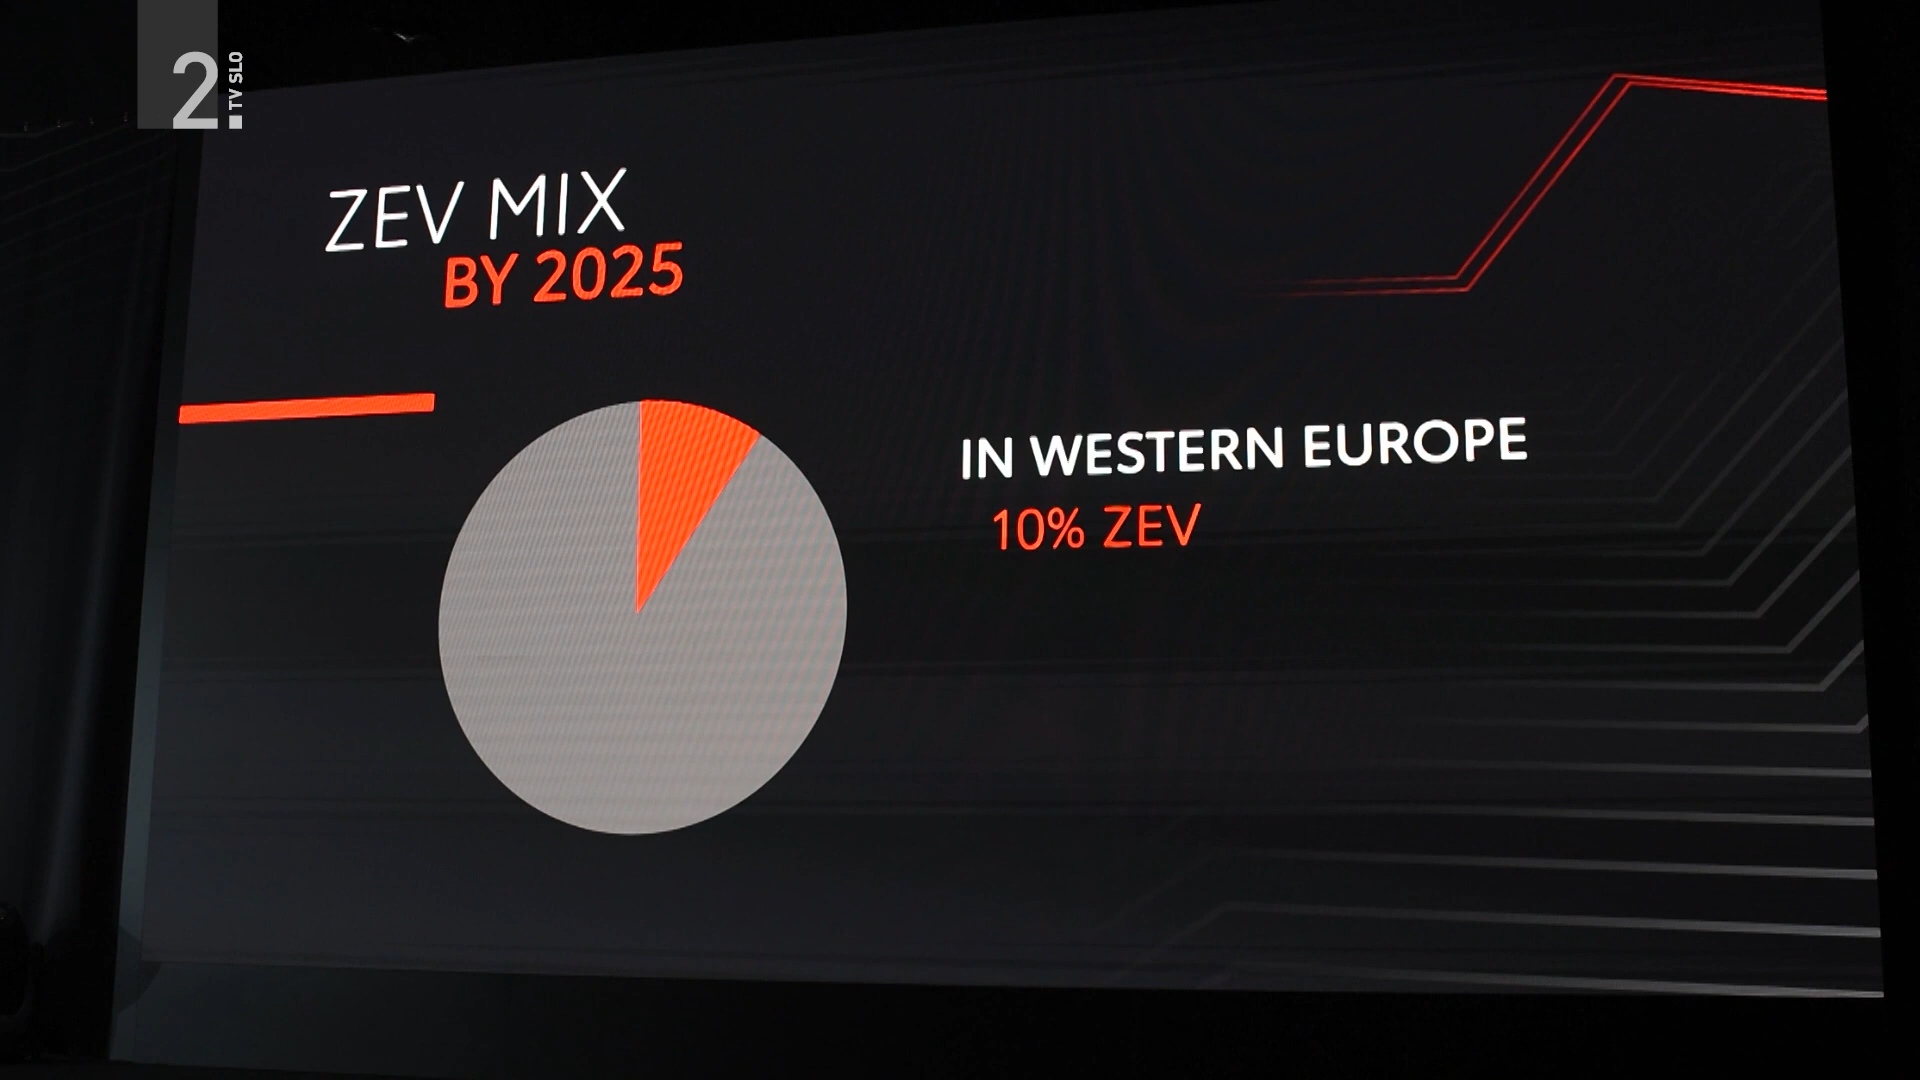 2.
TV SLO
ZEV MIX
BY 2025
IN WESTERN EUROPE
10% ZEV